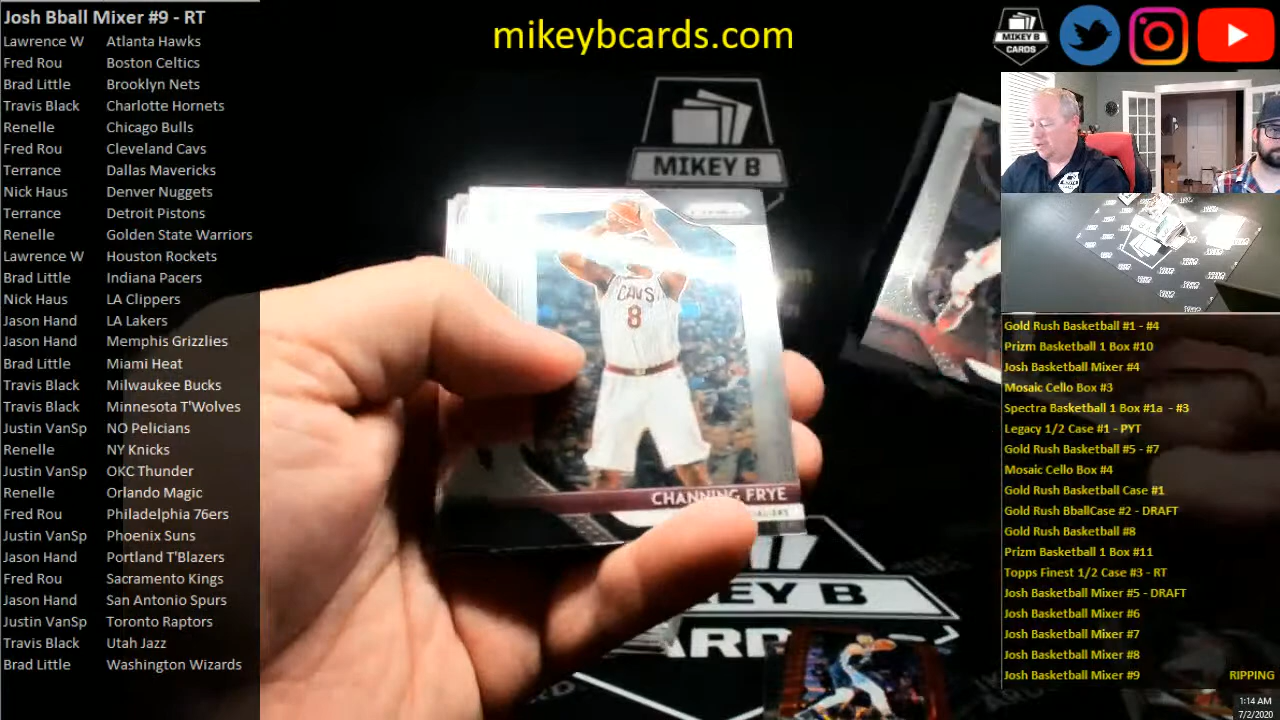 Josh Bball Mixer #9 - RT
Lawrence W Atlanta Hawks
Fred Rou Boston Celtics
Brad Little Brooklyn Nets
Travis Black Charlotte Hornets
Renelle Chicago Bulls
Fred Rou Cleveland Cavs
Terrance Dallas Mavericks
Nick Haus Denver Nuggets
Terrance Detroit Pistons
Renelle Golden State Warriors
Lawrence W Houston Rockets
Brad Little Indiana Pacers
Nick Haus LA Clippers
Jason Hand LA Lakers
Jason Hand Memphis Grizzlies
Brad Little Miami Heat
Travis Black Milwaukee Bucks
Travis Black Minnesota T'Wolves
Justin VanSp NO Pelicians
Renelle NY Knicks
Justin VanSp OKC Thunder
Renelle Orlando Magic
Fred Rou Philadelphia 76ers
Justin VanSp Phoenix Suns
Jason Hand Portland T'Blazers
Fred Rou Sacramento Kings
Jason Hand San Antonio Spurs
Justin VanSp Toronto Raptors
Travis Black Utah Jazz
Brad Little Washington Wizards
mikeybcards.com
MIKEY B
CAVS
8
CHANNING FRYE
EY B
MIKEY B
CARDS
Gold Rush Basketball #1 - #4
Prizm Basketball 1 Box #10
Josh Basketball Mixer #4
Mosaic Cello Box #3
Spectra Basketball 1 Box #1a - #3
Legacy 1/2 Case #1 - PYT
Gold Rush Basketball #5 - #7
Mosaic Cello Box #4
Gold Rush Basketball Case #1
Gold Rush BballCase #2 - DRAFT
Gold Rush Basketball #8
Prizm Basketball 1 Box #11
Topps Finest 1/2 Case #3 - RT
Josh Basketball Mixer #5 - DRAFT
Josh Basketball Mixer #6
Josh Basketball Mixer #7
Josh Basketball Mixer #8
Josh Basketball Mixer #9 RIPPING
1:14 AM
7/2/2020